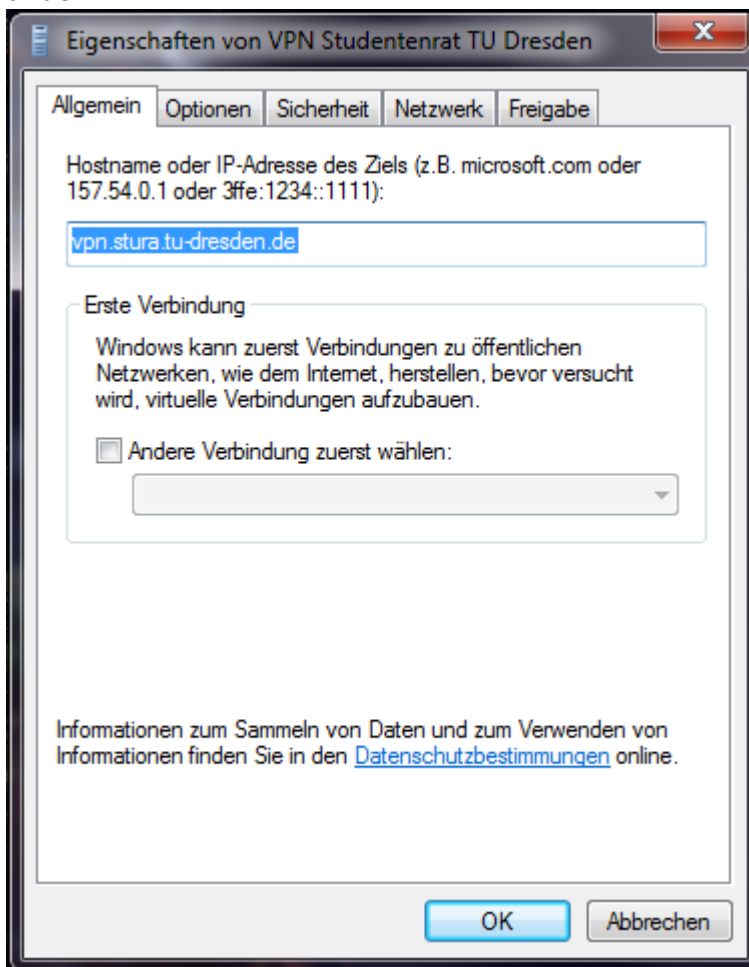 Eigenschaften von VPN Studentenrat TU Dresden
Allgemein Optionen Sicherheit Netzwerk Freigabe
Hostname oder IP-Adresse des Ziels (z.B. microsoft.com oder
157.54.0.1 oder 3ffe:1234::1111):
vpn.stura.tu-dresden.de
Erste Verbindung
Windows kann zuerst Verbindungen zu öffentlichen
Netzwerken, wie dem Internet, herstellen, bevor versucht
wird, virtuelle Verbindungen aufzubauen.
Andere Verbindung zuerst wählen:
Informationen zum Sammeln von Daten und zum Verwenden von
Informationen finden Sie in den Datenschutzbestimmungen online.
OK Abbrechen